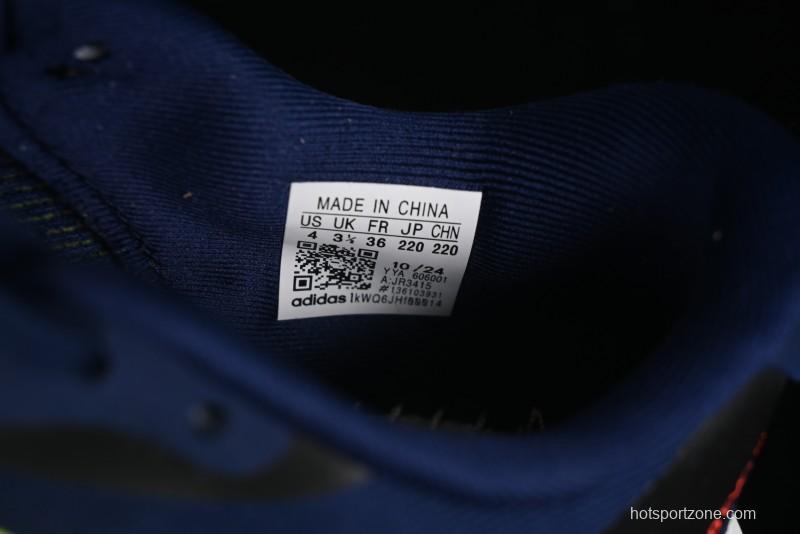 MADE IN CHINA
US UK FR JP CHN
4 3½ 36 220 220
10/24
YYA 606001
A:JR3415
#136103931
adidas
hotsportzone.com